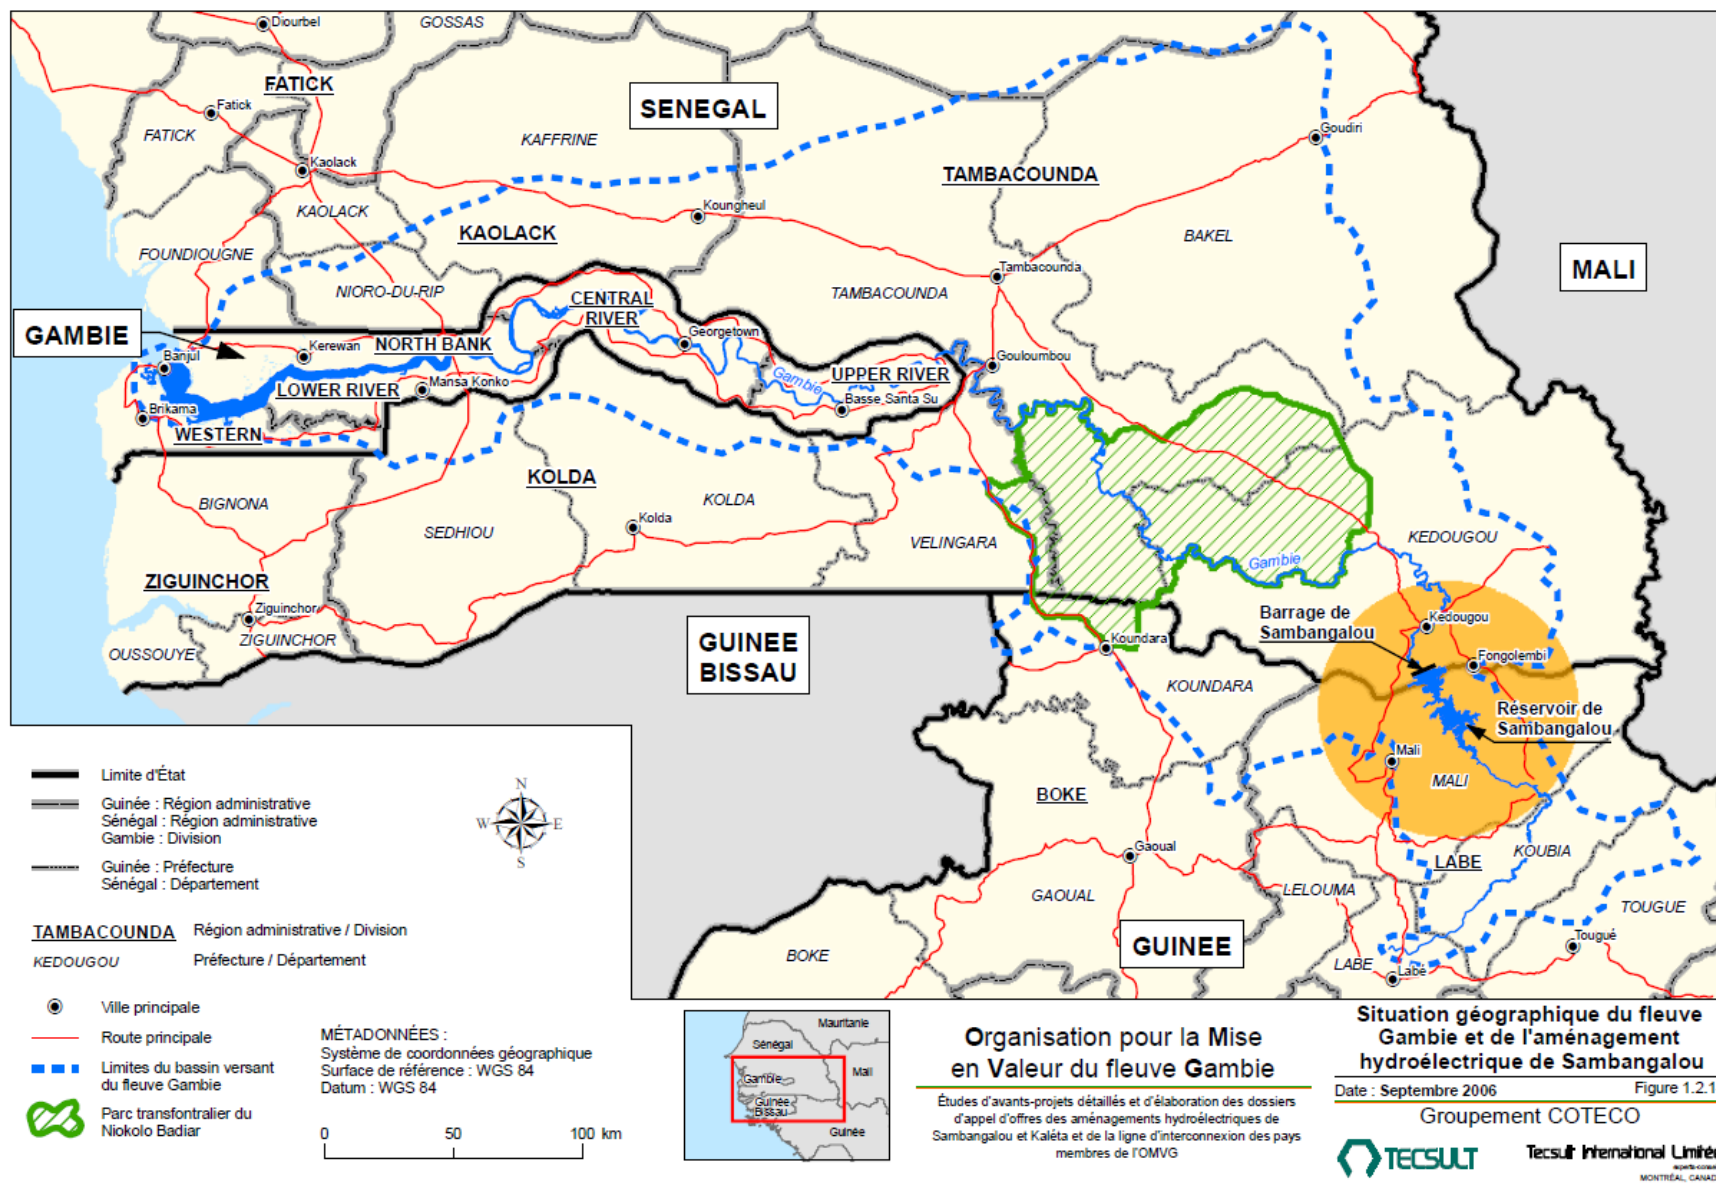 Diourbel
GOSSAS
FATICK
Fatick
FATICK
SENEGAL
KAFFRINE
Goudiri
Kaolack
TAMBACOUNDA
KAOLACK
Koungheul
KAOLACK
BAKEL
FOUNDIOUGNE
MALI
Tambacounda
NIORO-DU-RIP
TAMBACOUNDA
CENTRAL
RIVER
GAMBIE
Georgetown
NORTH BANK
Kerewan
Banjul
Gouloumbou
UPPER RIVER
Gambie
LOWER RIVER
Mansa Konko
Basse Santa Su
Brikama
WESTERN
KOLDA
BIGNONA
KOLDA
Kolda
SEDHIOU
VELINGARA
KEDOUGOU
Gambie
ZIGUINCHOR
Ziguinchor
ZIGUINCHOR
OUSSOUYE
GUINEE
BISSAU
Barrage de
Sambangalou
Kedougou
Koundara
Fongolembi
KOUNDARA
Rèservoir de
Sambangalou
Mali
MALI
BOKE
Gaoual
LABE
KOUBIA
GAOUAL
LELOUMA
TOUGUE
GUINEE
BOKE
Tougué
LABE
Labé
Limite d'État
Guinée : Région administrative
Sénégal : Région administrative
Gambie : Division
Guinée : Préfecture
Sénégal : Département
N
W
E
S
TAMBACOUNDA Région administrative / Division
KEDOUGOU Préfecture / Département
Ville principale
Route principale
Limites du bassin versant
du fleuve Gambie
Parc transfontralier du
Niokolo Badiar
MÉTADONNÉES :
Système de coordonnées géographique
Surface de référence : WGS 84
Datum : WGS 84
0 50 100 km
Mauritanie
Sénégal
Mali
Gambie
Guinée
Bissau
Guinée
Organisation pour la Mise
en Valeur du fleuve Gambie
Études d'avants-projets détaillés et d'élaboration des dossiers
d'appel d'offres des aménagements hydroélectriques de
Sambangalou et Kaléta et de la ligne d'interconnexion des pays
membres de l'OMVG
Situation géographique du fleuve
Gambie et de l'aménagement
hydroélectrique de Sambangalou
Date : Septembre 2006
Figure 1.2.1
Groupement COTECO
TECSULT
Tecsult International Limitée
MONTRÉAL, CANAD